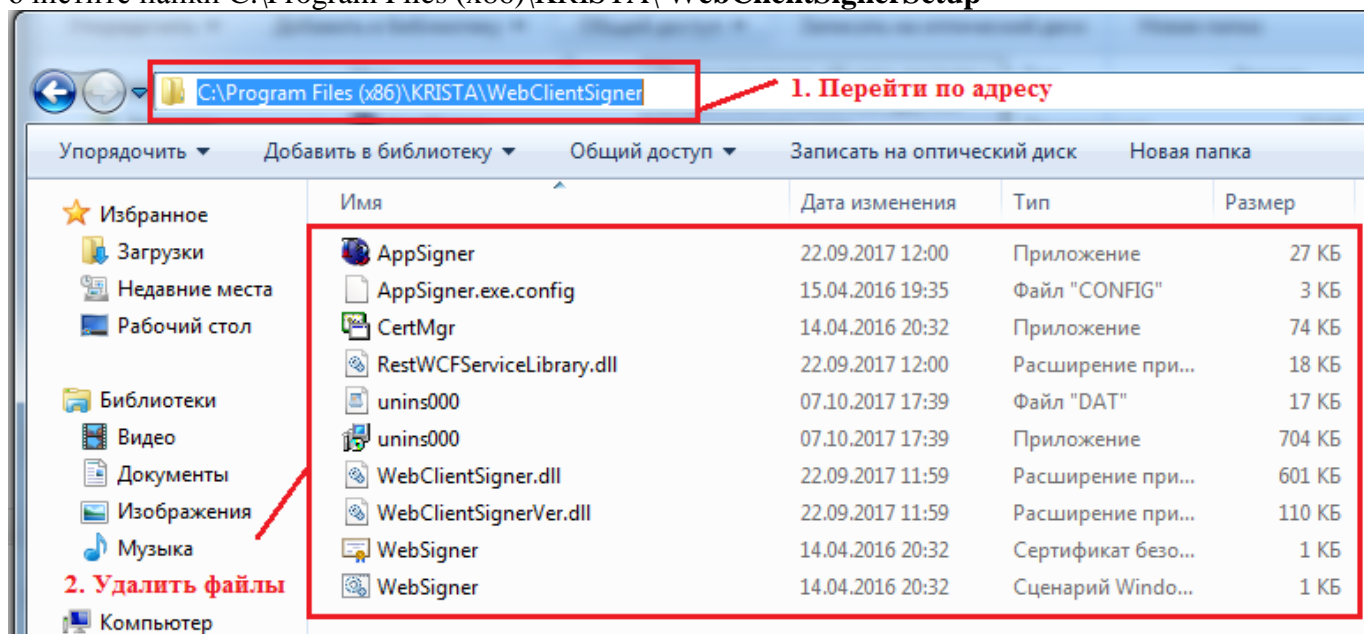 очистите папки C:\Program Files (x86)\KRISTA\ WebClientSignerSetup
C:\Program Files (x86)\KRISTA\WebClientSigner
1. Перейти по адресу
Упорядочить Добавить в библиотеку Общий доступ Записать на оптический диск Новая папка
Имя Дата изменения Тип Размер
Избранное
Загрузки
Недавние места
Рабочий стол
Библиотеки
Видео
Документы
Изображения
Музыка
2. Удалить файлы
Компьютер
AppSigner 22.09.2017 12:00 Приложение 27 КБ
AppSigner.exe.config 15.04.2016 19:35 Файл "CONFIG" 3 КБ
CertMgr 14.04.2016 20:32 Приложение 74 КБ
RestWCFServiceLibrary.dll 22.09.2017 12:00 Расширение при... 18 КБ
unins000 07.10.2017 17:39 Файл "DAT" 17 КБ
unins000 07.10.2017 17:39 Приложение 704 КБ
WebClientSigner.dll 22.09.2017 11:59 Расширение при... 601 КБ
WebClientSignerVer.dll 22.09.2017 11:59 Расширение при... 110 КБ
WebSigner 14.04.2016 20:32 Сертификат безо... 1 КБ
WebSigner 14.04.2016 20:32 Сценарий Windo... 1 КБ